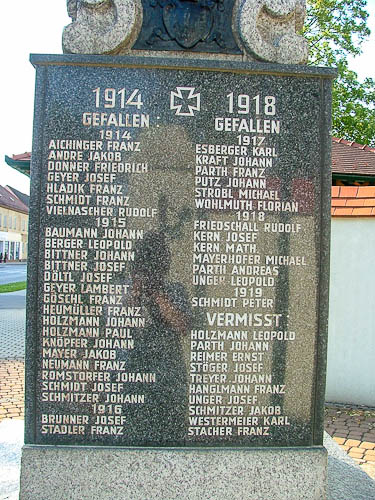 1914 1918
GEFALLEN
1914
AICHINGER FRANZ
ANDRE JAKOB
DONNER FRIEDRICH
GEYER JOSEF
HLADIK FRANZ
SCHMIDT FRANZ
VIELNASCHER RUDOLF
1915
BAUMANN JOHANN
BERGER LEOPOLD
BITTNER JOHANN
BITTNER JOSEF
DÖLTL JOSEF
GEYER LAMBERT
GÖSCHL FRANZ
HEUMÜLLER FRANZ
HOLZMANN JOHANN
HOLZMANN PAUL
KNÖPFER JOHANN
MAYER JAKOB
NEUMANN FRANZ
ROMSTORFER JOHANN
SCHMIDT JOSEF
SCHMITZER JOHANN
1916
BRUNNER JOSEF
STADLER FRANZ
GEFALLEN
1917
ESBERGER KARL
KRAFT JOHANN
PARTH FRANZ
PUTZ JOHANN
STROBL MICHAEL
WOHLMUTH FLORIAN
1918
FRIEDSCHALL RUDOLF
KERN JOSEF
KERN MATH
MAYERHOFER MICHAEL
PARTH ANDREAS
UNGER LEOPOLD
1919
SCHMIDT PETER
VERMISST:
HOLZMANN LEOPOLD
PARTH JOHANN
REIMER ERNST
STÖGER JOSEF
TREYER JOHANN
HANGLMANN FRANZ
UNGER JOSEF
SCHMITZER JAKOB
WESTERMEIER KARL
STACHER FRANZ